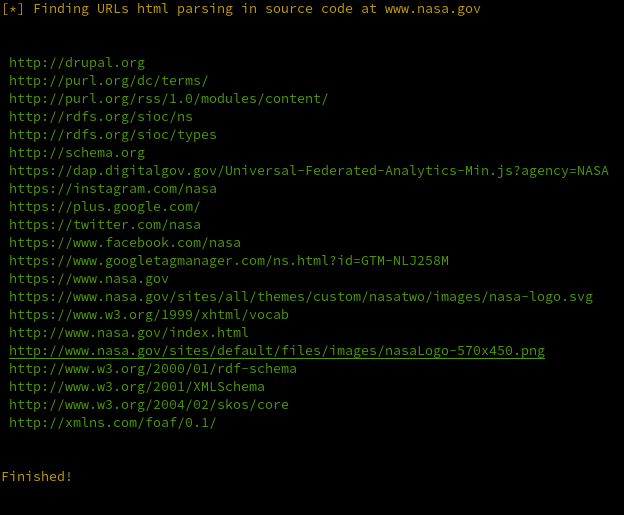 [*] Finding URLs html parsing in source code at www.nasa.gov
http://drupal.org
http://purl.org/dc/terms/
http://purl.org/rss/1.0/modules/content/
http://rdfs.org/sioc/ns
http://rdfs.org/sioc/types
http://schema.org
https://dap.digitalgov.gov/Universal-Federated-Analytics-Min.js?agency=NASA
https://instagram.com/nasa
https://plus.google.com/
https://twitter.com/nasa
https://www.facebook.com/nasa
https://www.googletagmanager.com/ns.html?id=GTM-NLJ258M
https://www.nasa.gov
https://www.nasa.gov/sites/all/themes/custom/nasatwo/images/nasa-logo.svg
https://www.w3.org/1999/xhtml/vocab
http://www.nasa.gov/index.html
http://www.nasa.gov/sites/default/files/images/nasaLogo-570x450.png
http://www.w3.org/2000/01/rdf-schema
http://www.w3.org/2001/XMLSchema
http://www.w3.org/2004/02/skos/core
http://xmlns.com/foaf/0.1/
Finished!